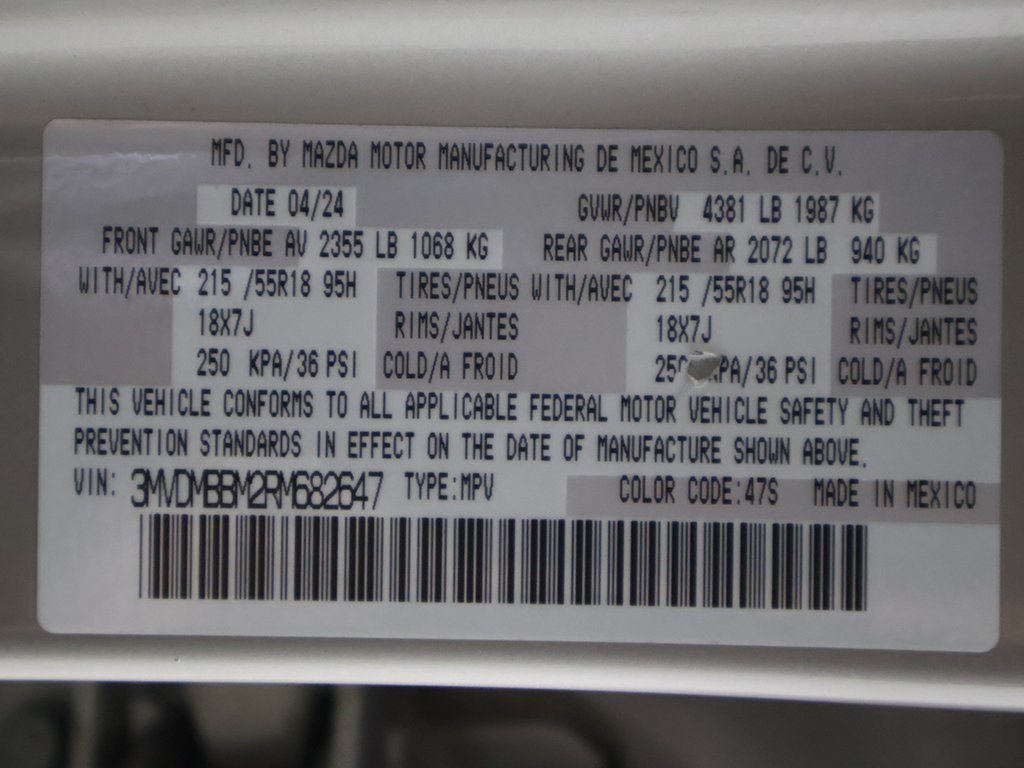 MFD. BY MAZDA MOTOR MANUFACTURING DE MEXICO S.A. DE C.V.
DATE 04/24 GVWR/PNBV 4381 LB 1987 KG
FRONT GAWR/PNBE AV 2355 LB 1068 KG REAR GAWR/PNBE AR 2072 LB 940 KG
WITH/AVEC 215 /55R18 95H TIRES/PNEUS WITH/AVEC 215 /55R18 95H TIRES/PNEUS
18X7J RIMS/JANTES 18X7J RIMS/JANTES
250 KPA/36 PSI COLD/A FROID 250 KPA/36 PSI COLD/A FROID
THIS VEHICLE CONFORMS TO ALL APPLICABLE FEDERAL MOTOR VEHICLE SAFETY AND THEFT
PREVENTION STANDARDS IN EFFECT ON THE DATE OF MANUFACTURE SHOWN ABOVE.
VIN: 3MVDMBBM2RM682647 TYPE:MPV COLOR CODE:47S MADE IN MEXICO